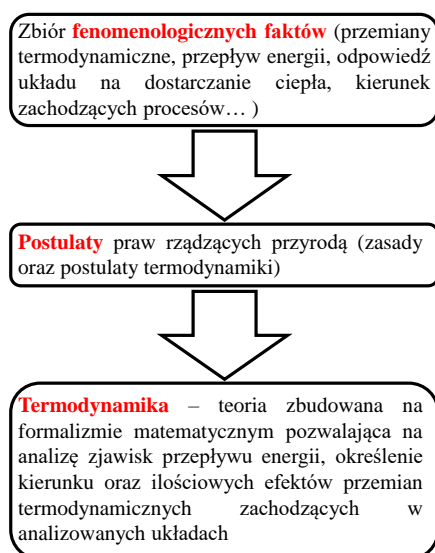 Zbiór fenomenologicznych faktów (przemiany
termodynamiczne, przepływ energii, odpowiedź
układu na dostarczanie ciepła, kierunek
zachodzących procesów… )
Postulaty praw rządzących przyrodą (zasady
oraz postulaty termodynamiki)
Termodynamika – teoria zbudowana na
formalizmie matematycznym pozwalająca na
analizę zjawisk przepływu energii, określenie
kierunku oraz ilościowych efektów przemian
termodynamicznych zachodzących w
analizowanych układach